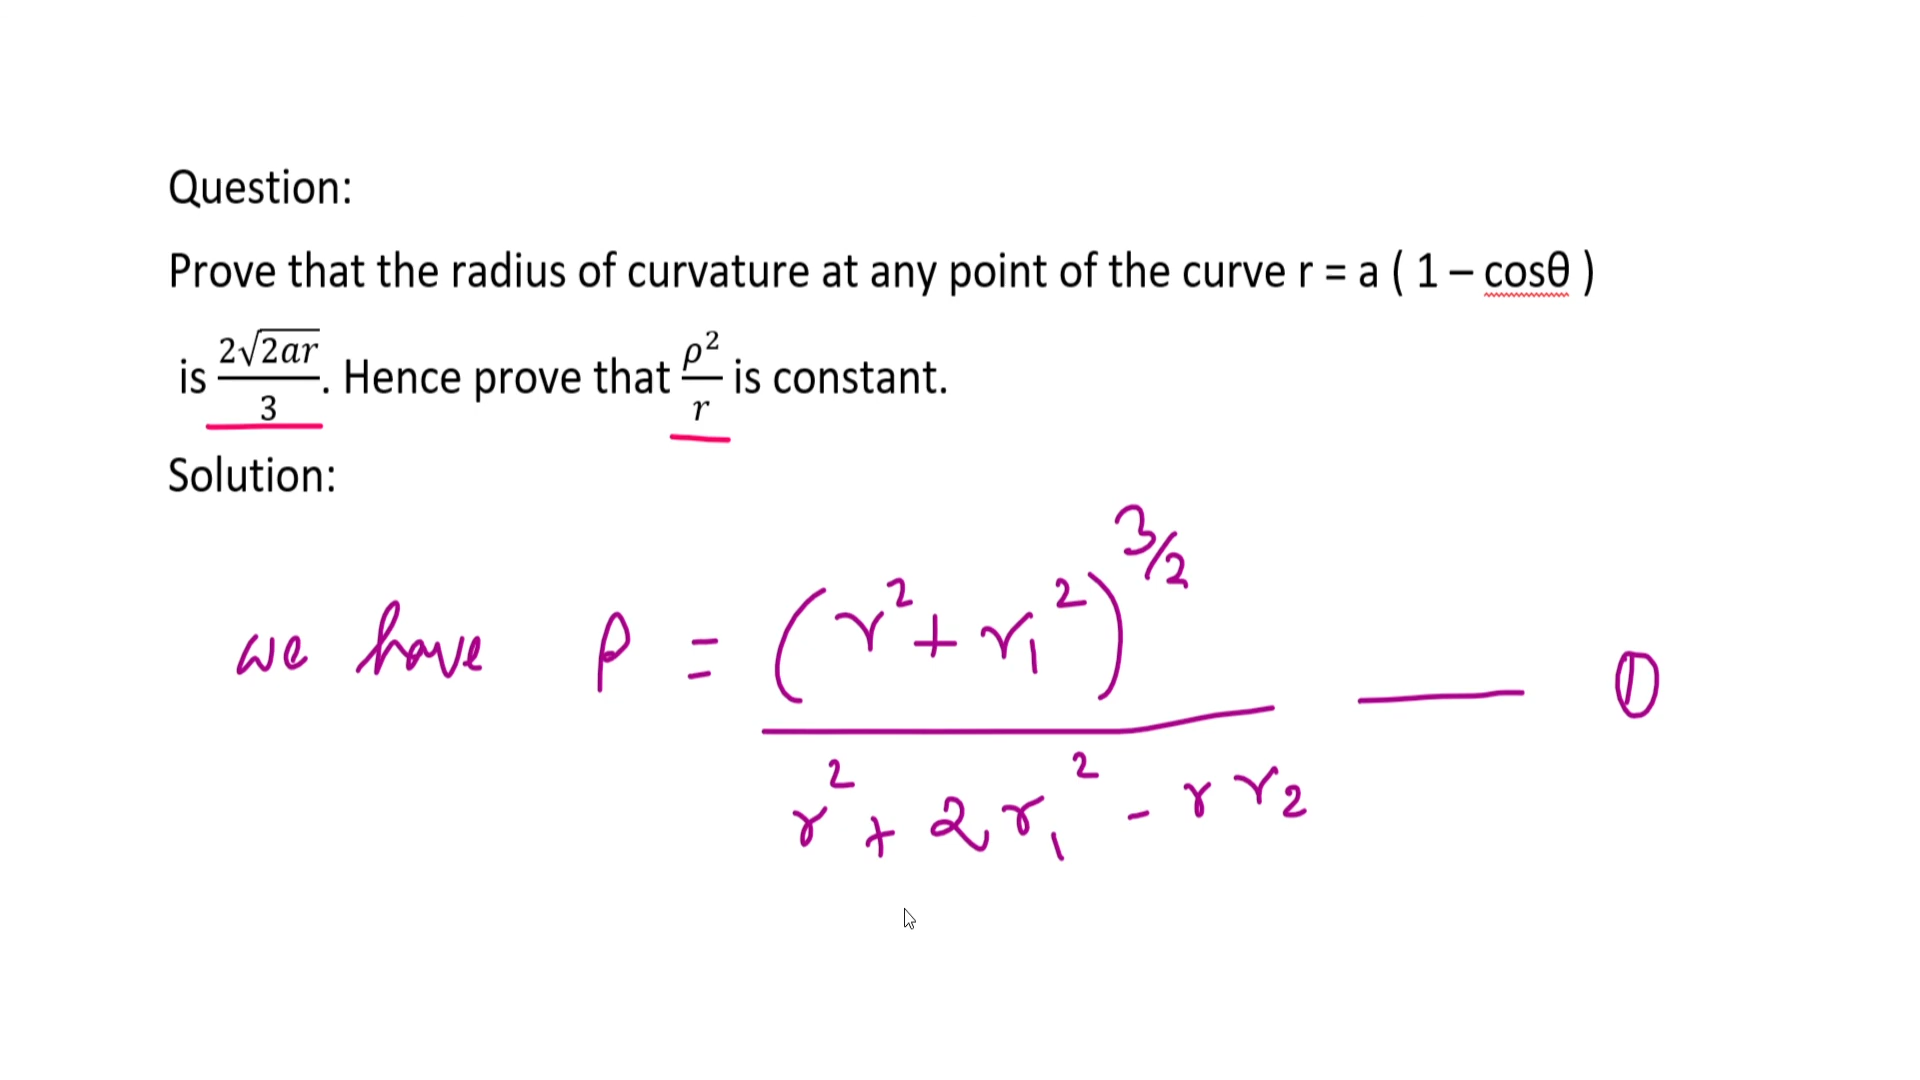 Question:
Prove that the radius of curvature at any point of the curve r = a ( 1 – cosθ )
is 2√2ar/3. Hence prove that ρ²/r is constant.
Solution:
we have ρ = (r² + r₁²)^3/2 / r² + 2r₁² - r r₂ —— ①